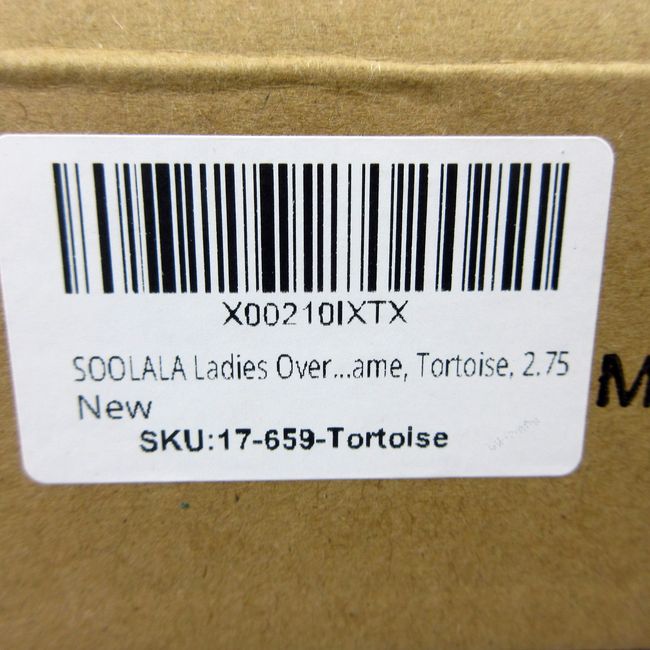 X00210IXTX
SOOLALA Ladies Over...ame, Tortoise, 2.75
New
SKU:17-659-Tortoise
M